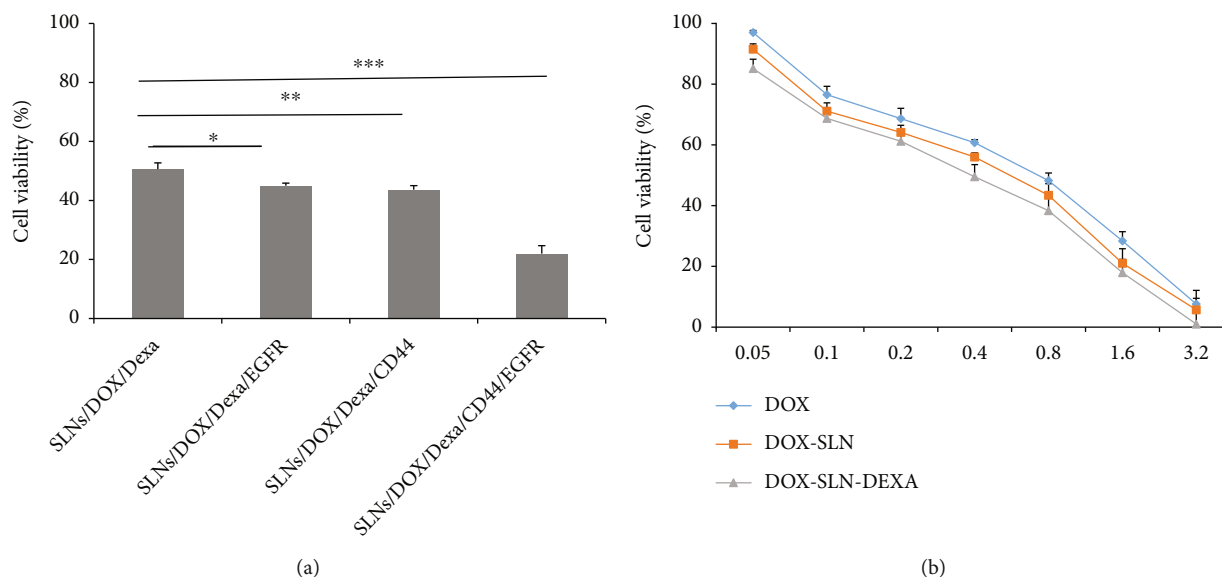 100
80
60
40
20
0
Cell viability (%)
***
**
*
SLNs/DOX/Dexa
SLNs/DOX/Dexa/EGFR
SLNs/DOX/Dexa/CD44
SLNs/DOX/Dexa/CD44/EGFR
(a)
100
80
60
40
20
0
Cell viability (%)
0.05 0.1 0.2 0.4 0.8 1.6 3.2
DOX
DOX-SLN
DOX-SLN-DEXA
(b)